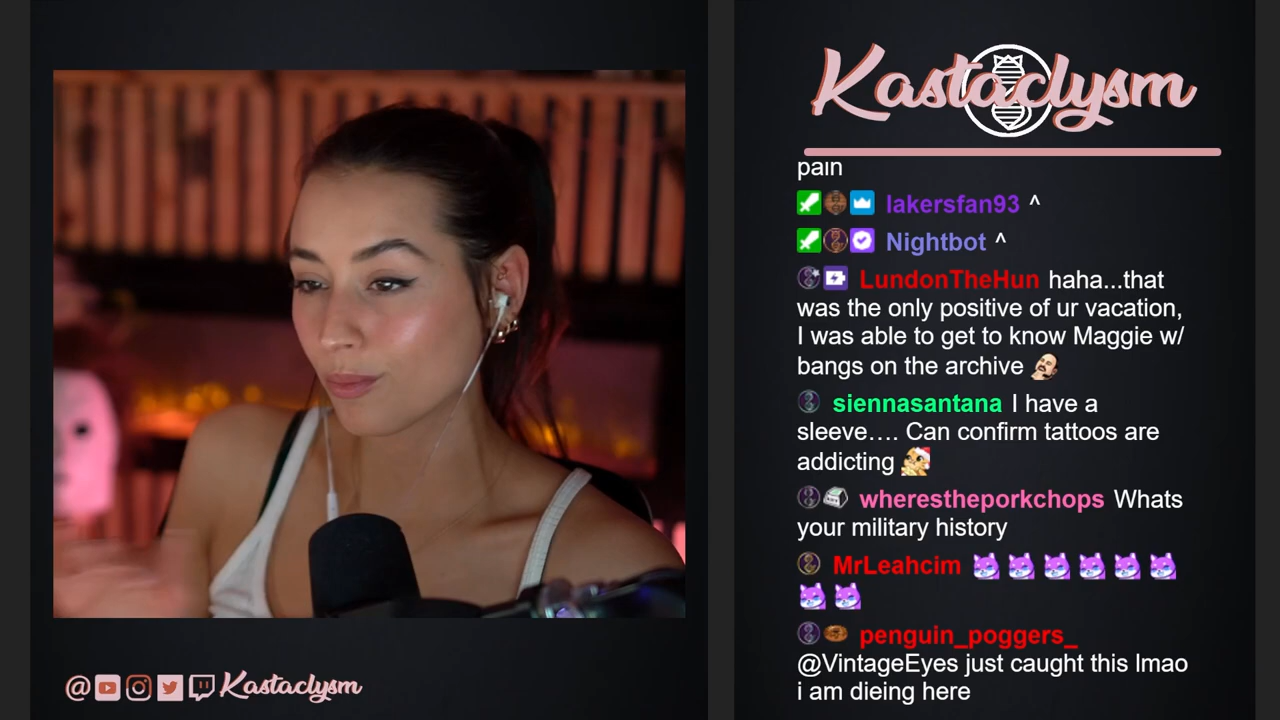 Kastaclysm
pain
lakersfan93 ^
Nightbot ^
LundonTheHun haha...that
was the only positive of ur vacation,
I was able to get to know Maggie w/
bangs on the archive
siennasantana I have a
sleeve.... Can confirm tattoos are
addicting
wherestheporkchops Whats
your military history
MrLeahcim
penguin_poggers_
@VintageEyes just caught this lmao
i am dieing here
@ Kastaclysm